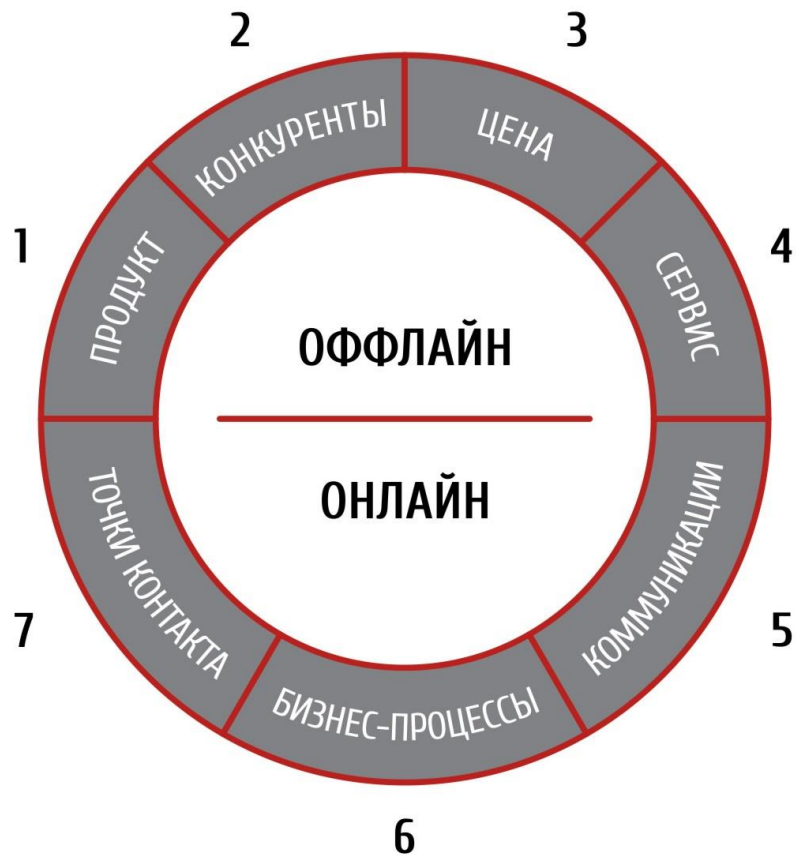 2
3
КОНКУРЕНТЫ
ЦЕНА
1
ПРОДУКТ
СЕРВИС
4
ОФФЛАЙН
ОНЛАЙН
7
ТОЧКИ КОНТАКТА
КОММУНИКАЦИИ
5
БИЗНЕС-ПРОЦЕССЫ
6